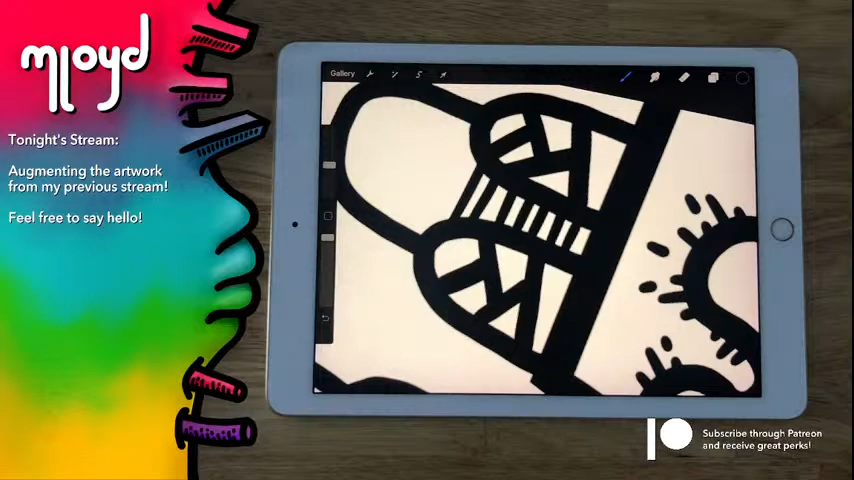 mloyd
Tonight's Stream:
Augmenting the artwork
from my previous stream!
Feel free to say hello!
Gallery
Subscribe through Patreon
and receive great perks!